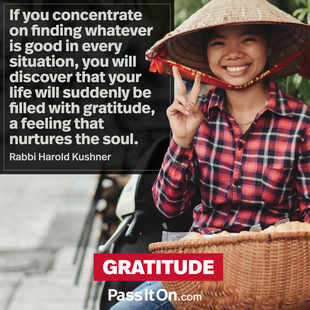 If you concentrate
on finding whatever
is good in every
situation, you will
discover that your
life will suddenly be
filled with gratitude,
a feeling that
nurtures the soul.
Rabbi Harold Kushner
GRATITUDE
PassItOn.com